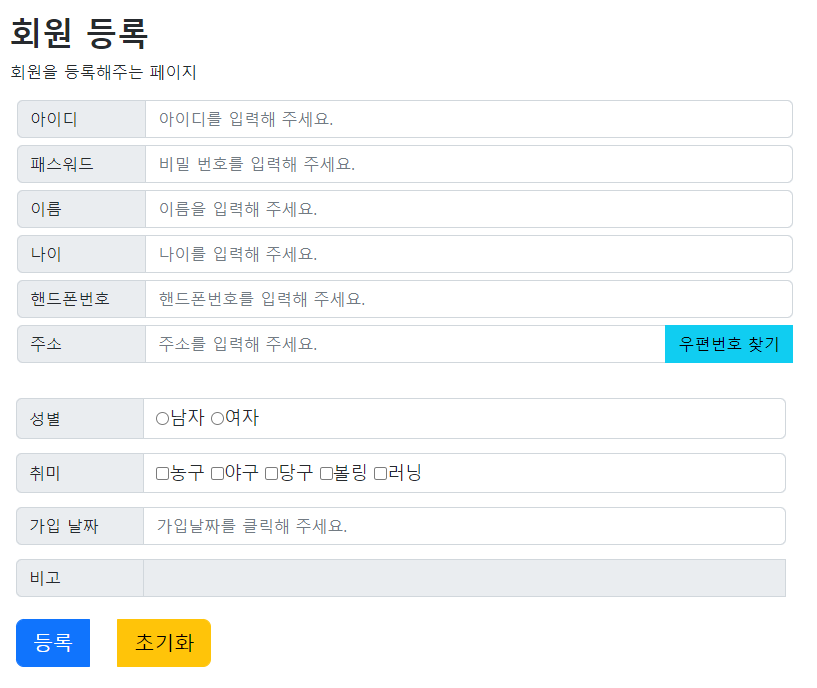 회원 등록
회원을 등록해주는 페이지
아이디 아이디를 입력해 주세요.
패스워드 비밀 번호를 입력해 주세요.
이름 이름을 입력해 주세요.
나이 나이를 입력해 주세요.
핸드폰번호 핸드폰번호를 입력해 주세요.
주소 주소를 입력해 주세요. 우편번호 찾기
성별 남자 여자
취미 농구 야구 당구 볼링 러닝
가입 날짜 가입날짜를 클릭해 주세요.
비고
등록 초기화